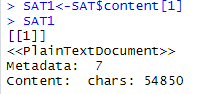 > SAT1<-SAT$content[1]
> SAT1
[[1]]
<<PlainTextDocument>>
Metadata:  7
Content:  chars: 54850